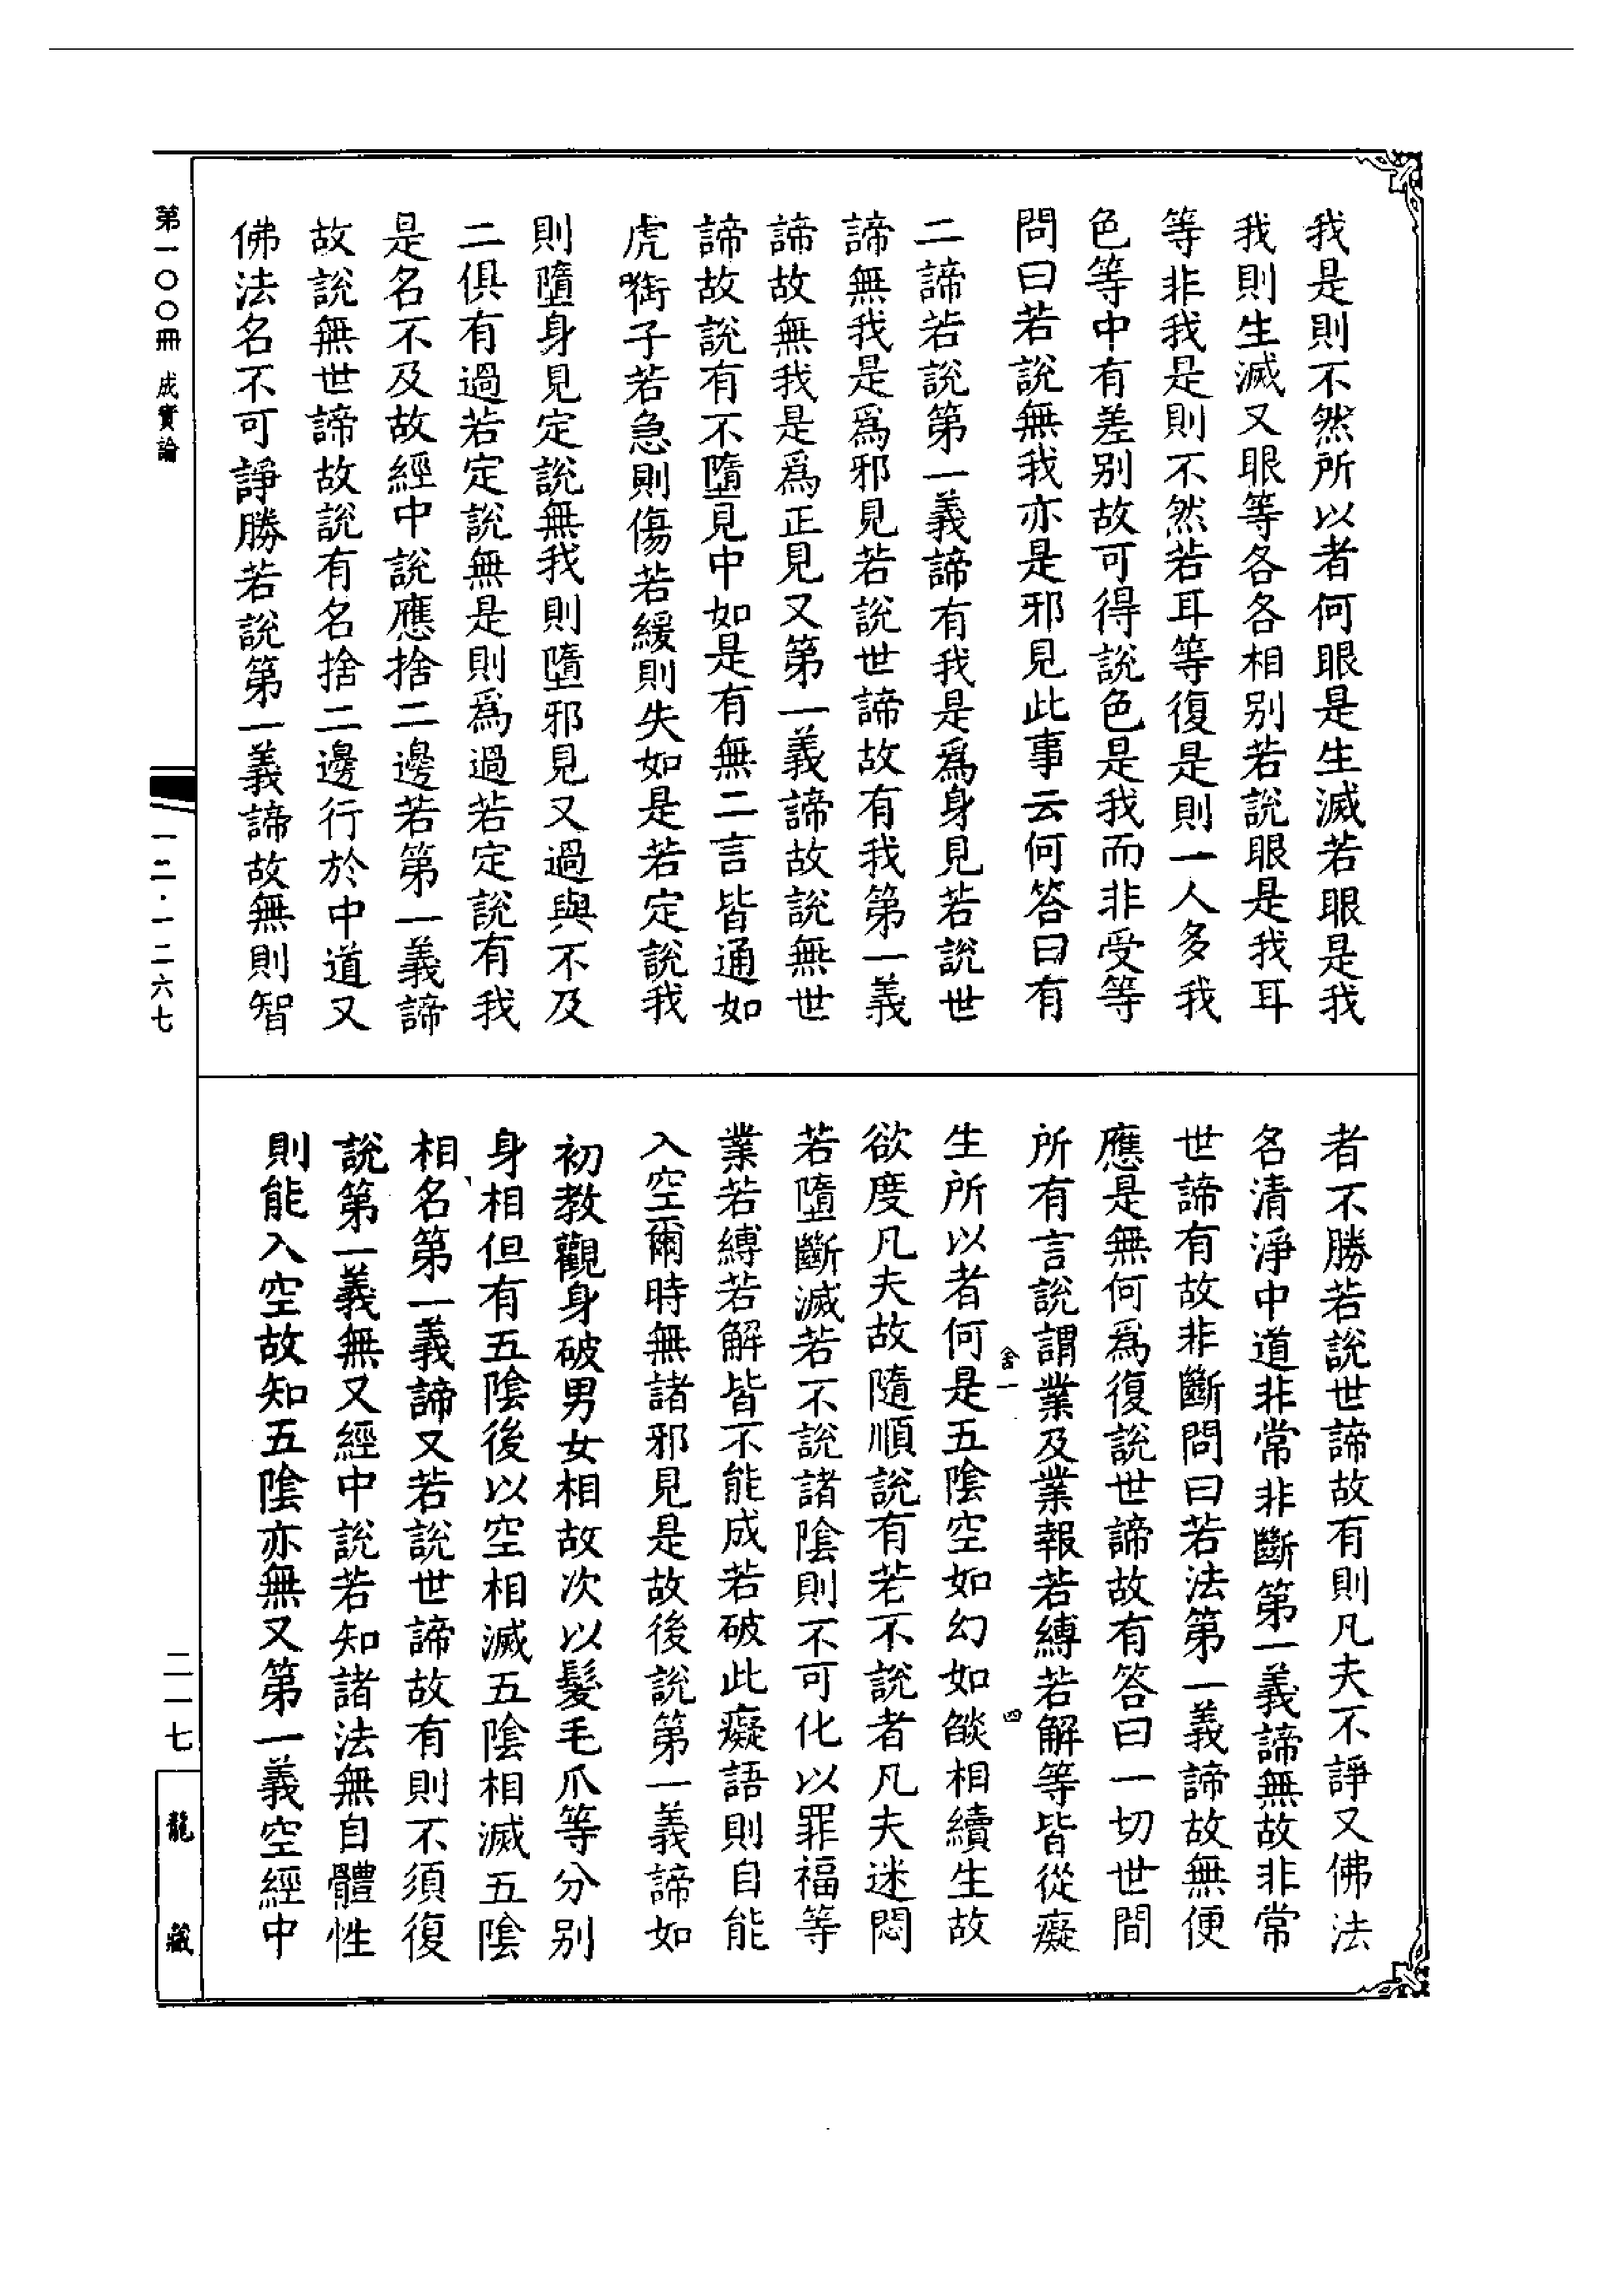 我是則不然所以者何眼是生滅若眼是我
我則生滅又眼等各各相別若說眼是我耳
等非我是則不然若耳等復是則一人多我
色等中有差別故可得說色是我而非受等
問曰若說無我亦是邪見此事云何答曰有
二諦若說第一義諦有我是爲身見若說世
諦無我是爲邪見若說世諦故有我第一義
諦故無我是爲正見又第一義諦故說無世
諦故說有不墮見中如是有無二言皆通如
虎㘅子若急則傷若緩則失如是若定說我
則墮身見定說無我則墮邪見又過與不及
二俱有過若定說無是則爲過若定說有我
是名不及故經中說應捨二邊若第一義諦
故說無世諦故說有名捨二邊行於中道又
佛法名不可諍勝若說第一義諦故無則智
者不勝若說世諦故有則凡夫不諍又佛法
名清淨中道非常非斷第一義諦無故非常
世諦有故非斷問曰若法第一義諦故無便
應是無何爲復說世諦故有答曰一切世間
所有言說謂業及業報若縛若解等皆從癡
舍一 四
生所以者何是五陰空如幻如燄相續生故
欲度凡夫故隨順說有若不說者凡夫迷悶
若墮斷滅若不說諸陰則不可化以罪福等
業若縛若解皆不能成若破此癡語則自能
入空爾時無諸邪見是故後說第一義諦如
初教觀身破男女相故次以髮毛爪等分別
身相但有五陰後以空相滅五陰相滅五陰
相名第一義諦又若說世諦故有則不須復
說第一義無又經中說若知諸法無自體性
則能入空故知五陰亦無又第一義空經中
第一〇〇冊 成實論
一二·一二六七
二一七
龍藏